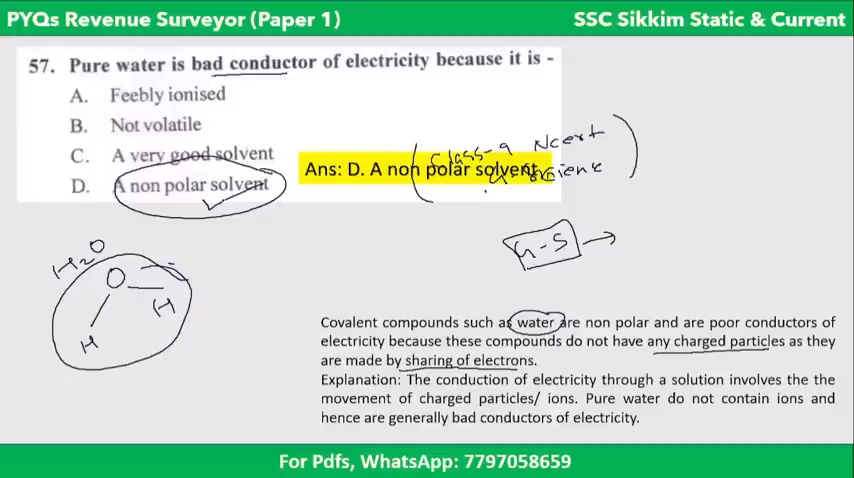 PYQs Revenue Surveyor (Paper 1)
SSC Sikkim Static & Current
57. Pure water is bad conductor of electricity because it is -
A. Feebly ionised
B. Not volatile
C. A very good solvent
D. A non polar solvent
Ans: D. A non polar solvent
(Class-9 Ncert
G-Science)
G-S →
H2O
O
H
H
Covalent compounds such as water are non polar and are poor conductors of
electricity because these compounds do not have any charged particles as they
are made by sharing of electrons.
Explanation: The conduction of electricity through a solution involves the the
movement of charged particles/ ions. Pure water do not contain ions and
hence are generally bad conductors of electricity.
For Pdfs, WhatsApp: 7797058659